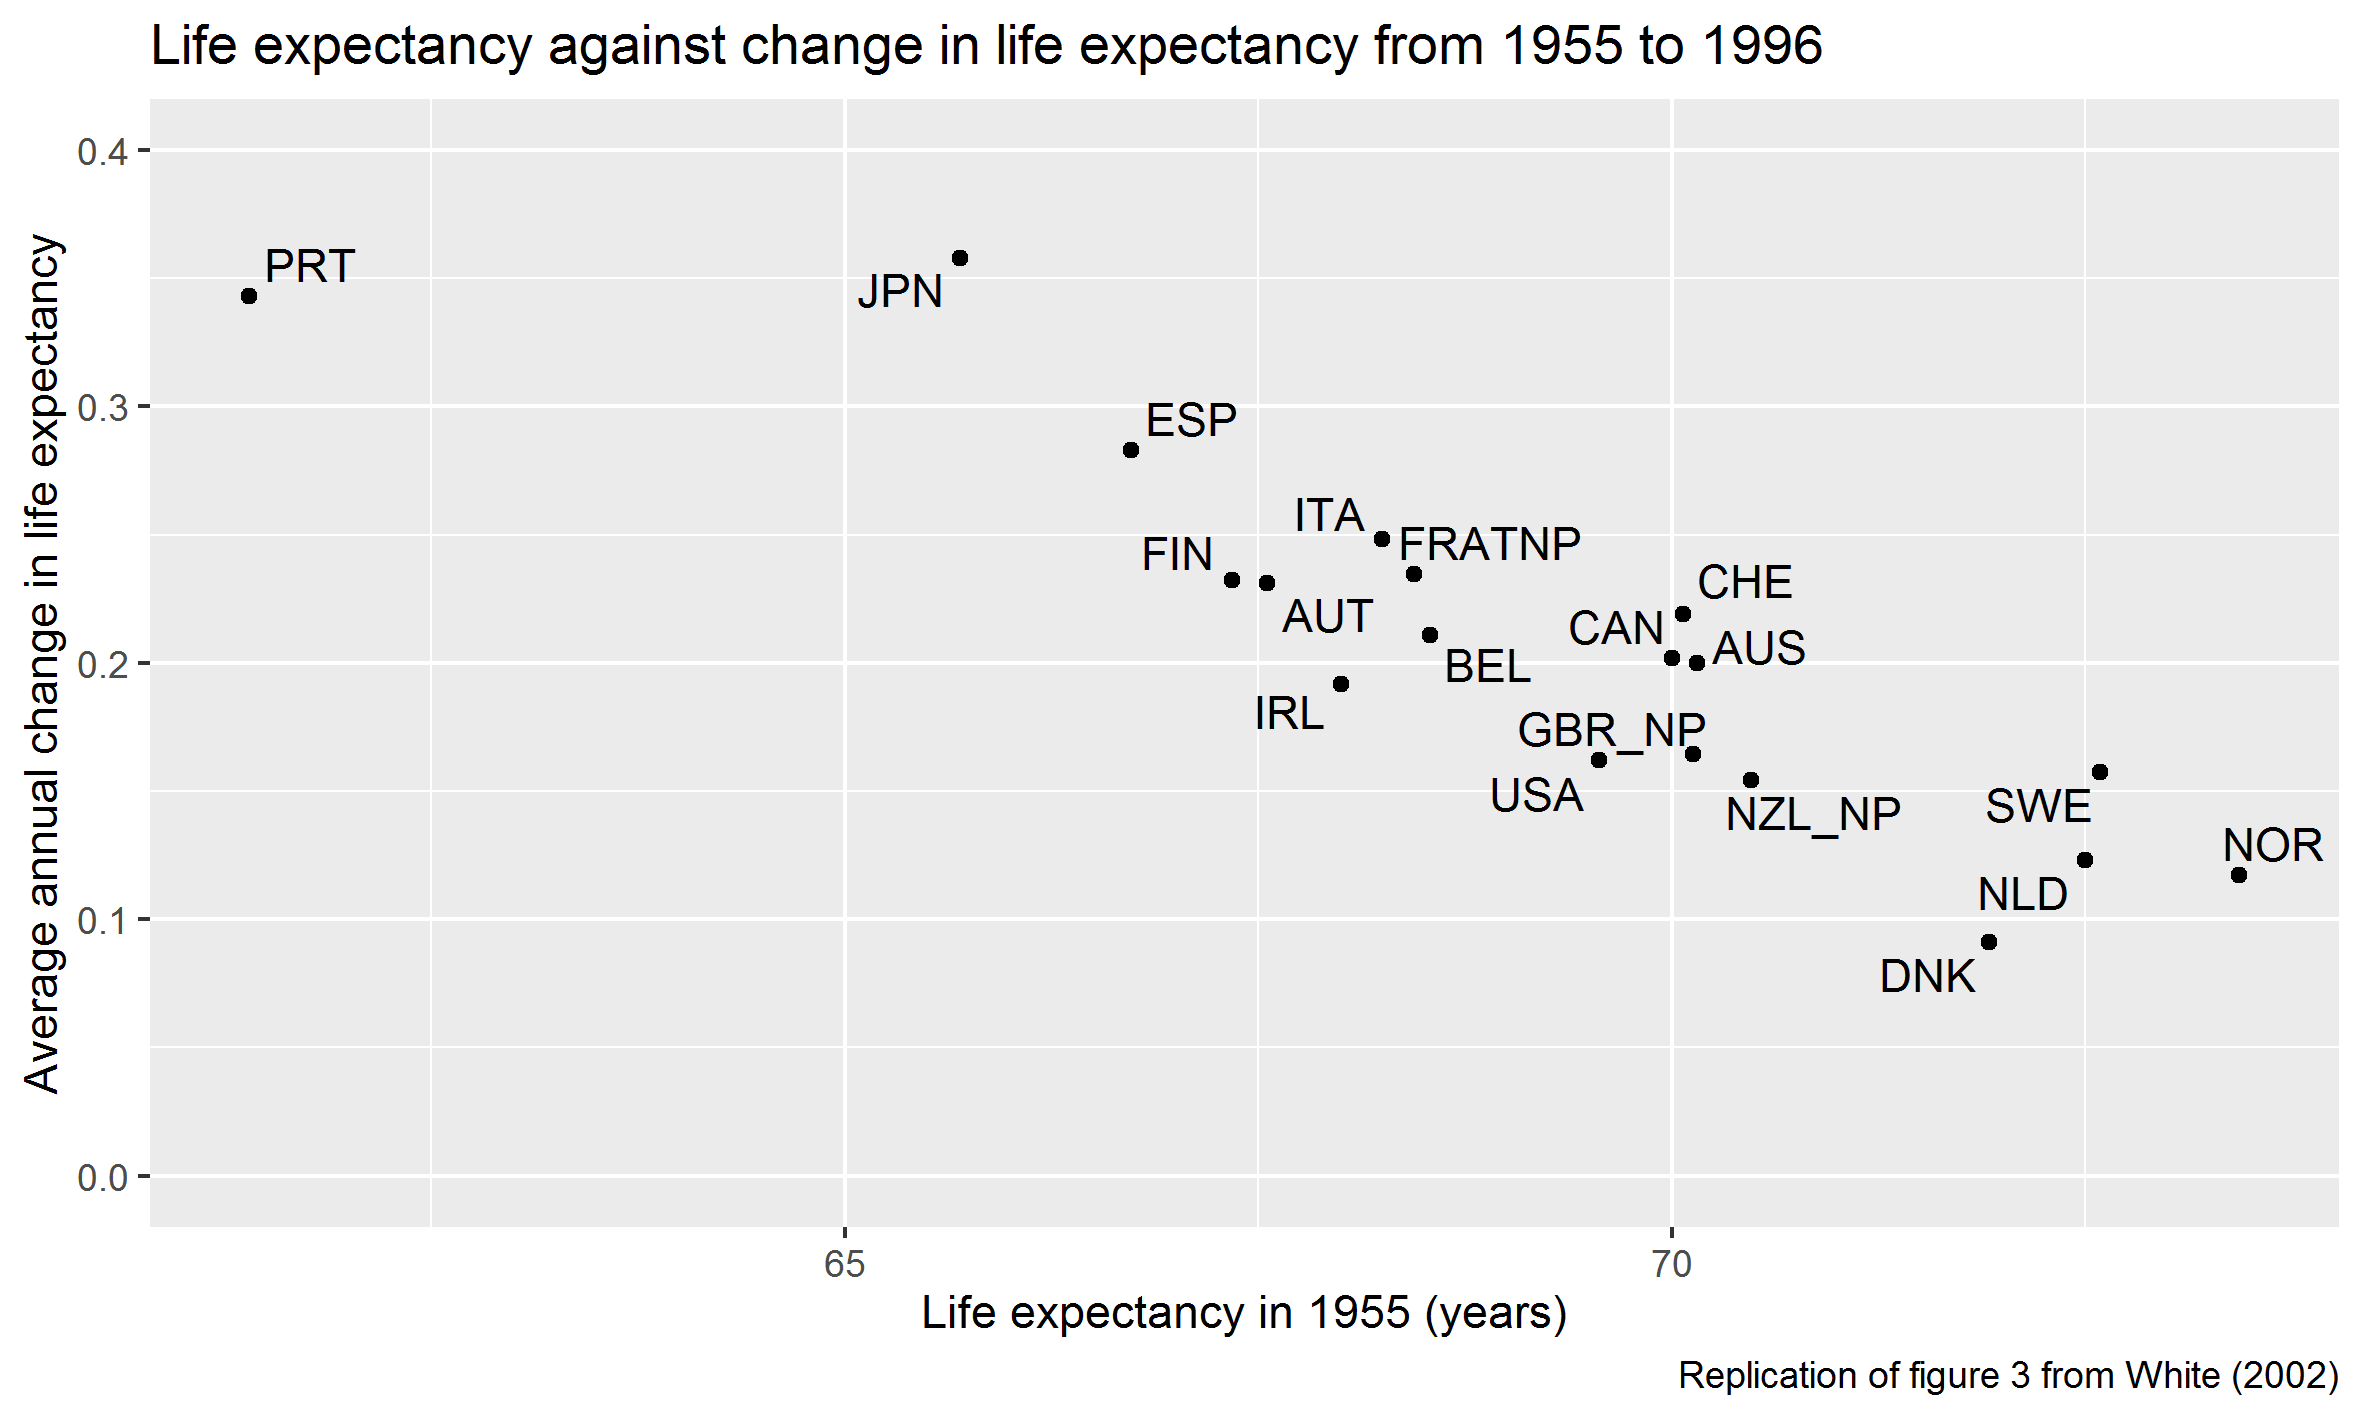 Life expectancy against change in life expectancy from 1955 to 1996
Average annual change in life expectancy
0.4
0.3
0.2
0.1
0.0
PRT
JPN
ESP
ITA
FRATNP
FIN
CHE
AUT
CAN
AUS
BEL
IRL
GBR_NP
USA
NZL_NP
SWE
NOR
NLD
DNK
65
70
Life expectancy in 1955 (years)
Replication of figure 3 from White (2002)